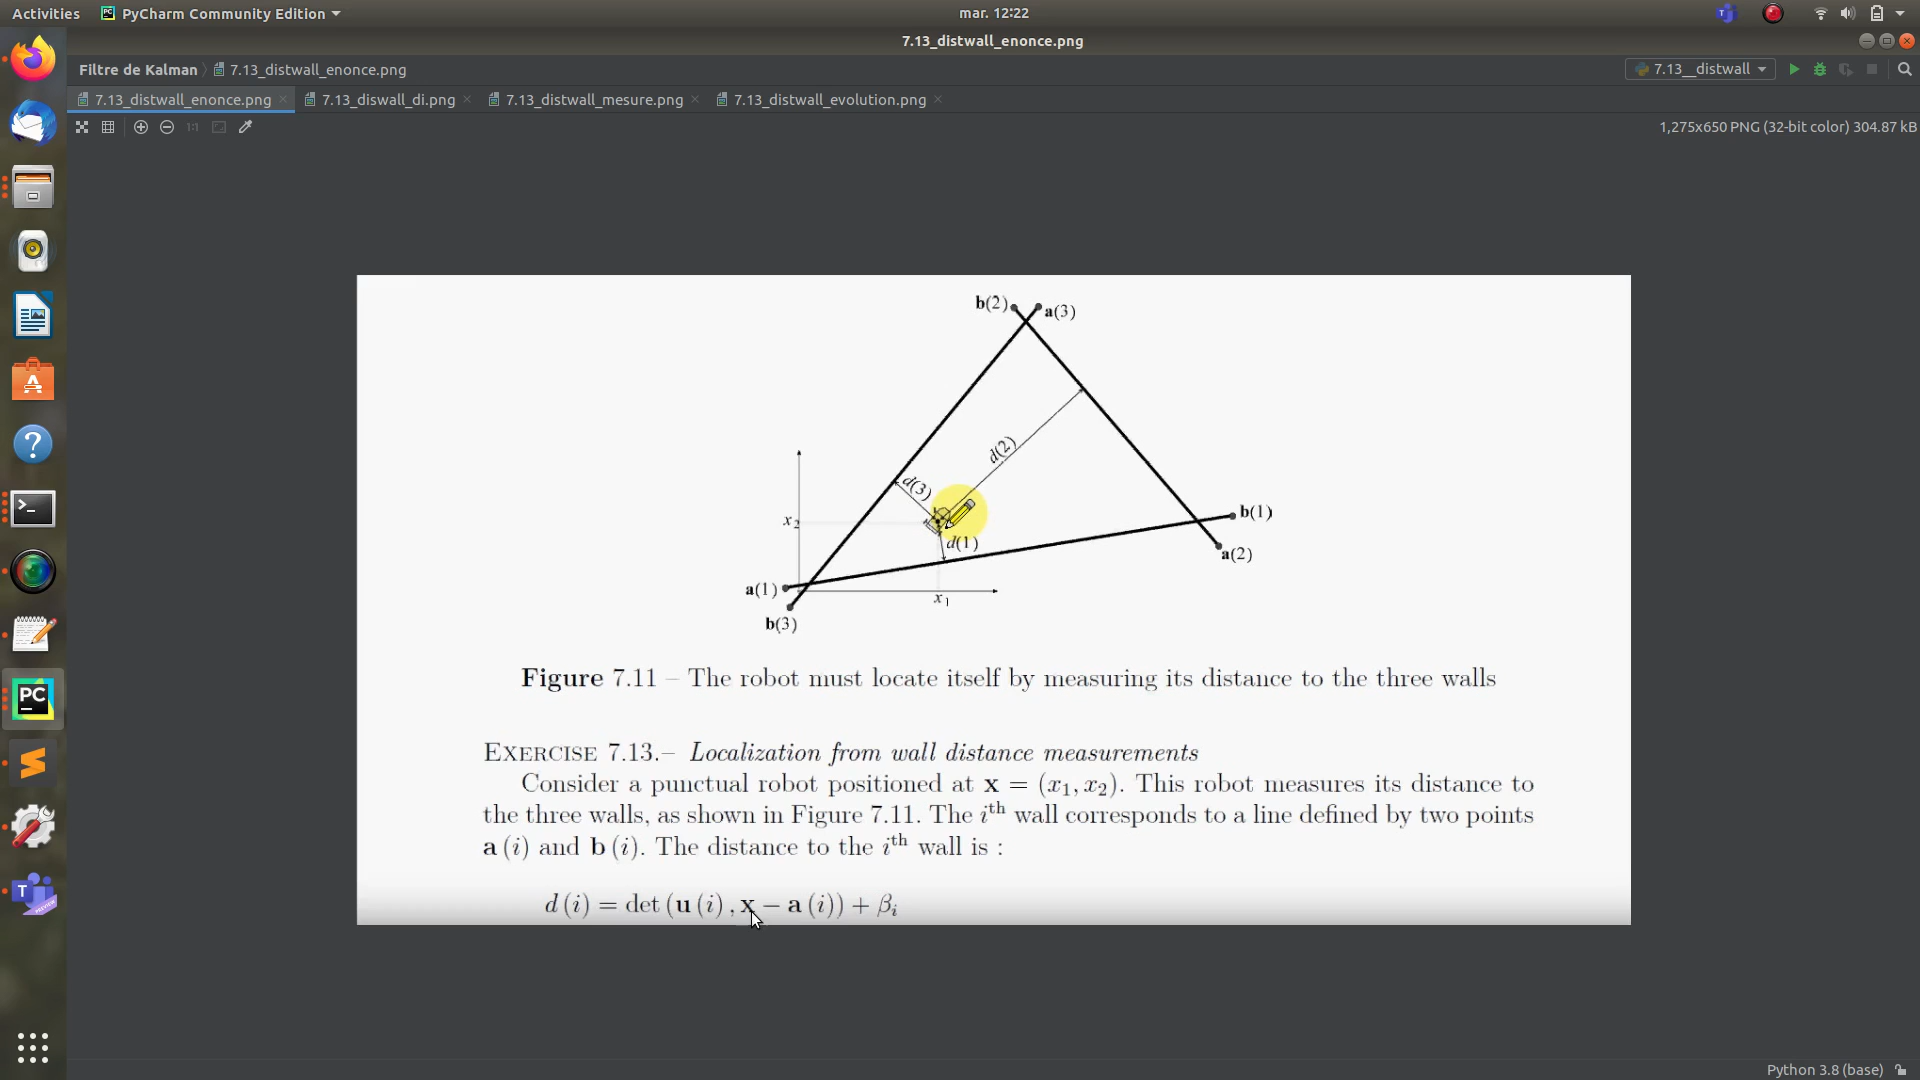 Activities PyCharm Community Edition mar. 12:22
7.13_distwall_enonce.png
Filtre de Kalman 7.13_distwall_enonce.png 7.13__distwall
7.13_distwall_enonce.png 7.13_diswall_di.png 7.13_distwall_mesure.png 7.13_distwall_evolution.png
1:1 1,275x650 PNG (32-bit color) 304.87 kB
b(2) a(3)
d(2)
d(3)
x2
b(1)
d(1)
a(2)
a(1)
x1
b(3)
Figure 7.11 – The robot must locate itself by measuring its distance to the three walls
EXERCISE 7.13.– Localization from wall distance measurements
Consider a punctual robot positioned at x = (x₁, x₂). This robot measures its distance to
the three walls, as shown in Figure 7.11. The iᵗʰ wall corresponds to a line defined by two points
a (i) and b (i). The distance to the iᵗʰ wall is :
d (i) = det (u (i) , x − a (i)) + βᵢ
Python 3.8 (base)